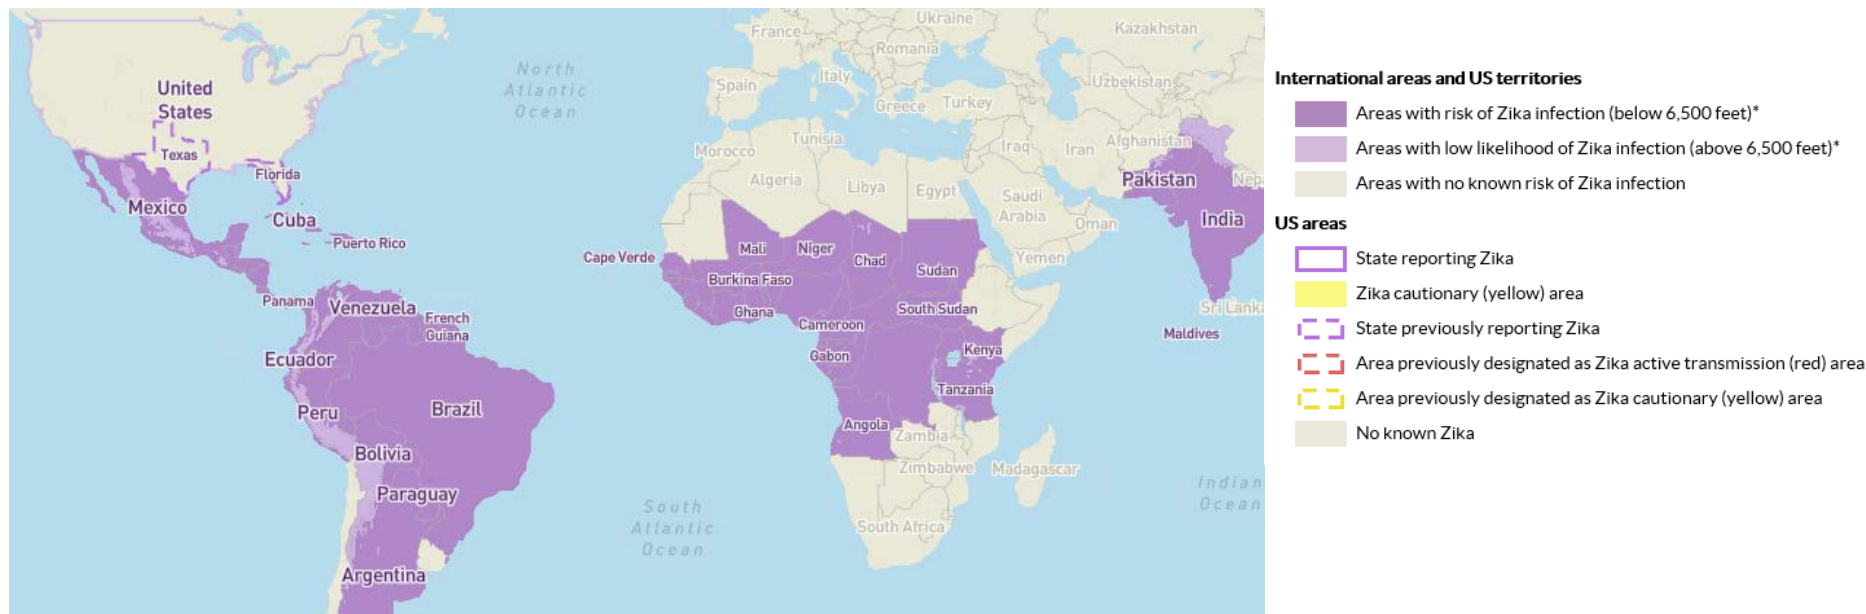 Ukraine
Kazakhstan
France
Romania
North
Atlantic
Ocean
Italy
Uzbekistan
Spain
United
States
Greece
Turkey
Tunisia
Afghanistan
Morocco
Iraq
Iran
Texas
Algeria
Libya
Egypt
Florida
Pakistan
Nep
Saudi
Arabia
Mexico
Cuba
India
Oman
Puerto Rico
Mali
Niger
Cape Verde
Chad
Yemen
Sudan
Burkina Faso
Panama
Venezuela
Sri Lanka
Ghana
South Sudan
French
Guiana
Cameroon
Maldives
Ecuador
Gabon
Kenya
Tanzania
Peru
Brazil
Angola
Zambia
Bolivia
Zimbabwe
Madagascar
Indian
Ocean
Paraguay
South
Atlantic
Ocean
South Africa
Argentina
International areas and US territories
Areas with risk of Zika infection (below 6,500 feet)*
Areas with low likelihood of Zika infection (above 6,500 feet)*
Areas with no known risk of Zika infection
US areas
State reporting Zika
Zika cautionary (yellow) area
State previously reporting Zika
Area previously designated as Zika active transmission (red) area
Area previously designated as Zika cautionary (yellow) area
No known Zika